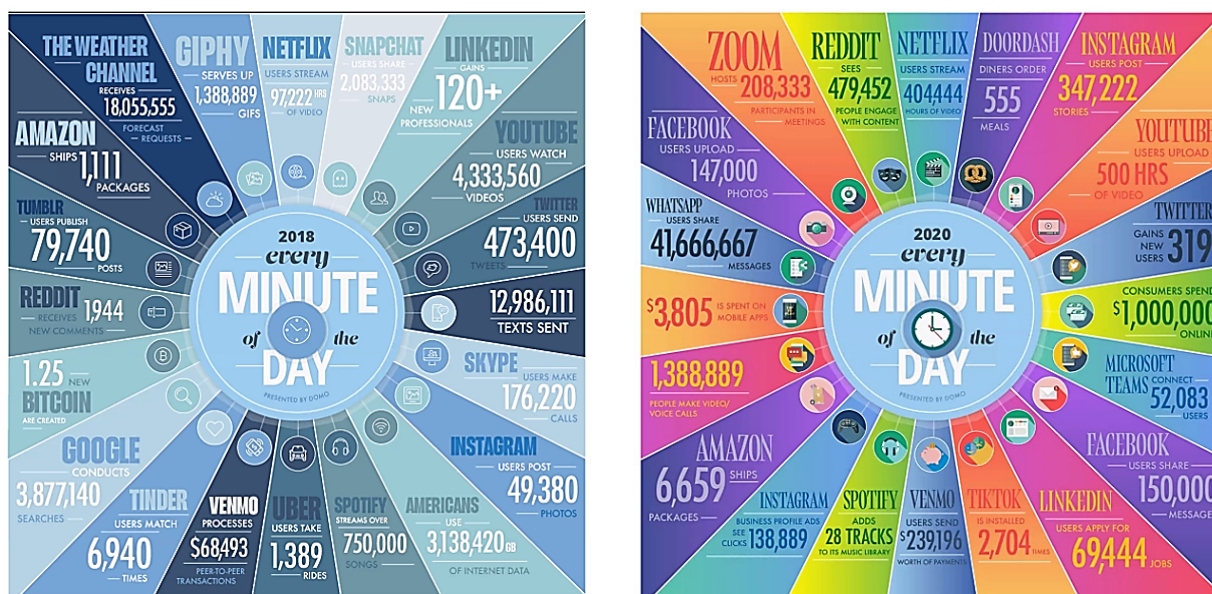 THE WEATHER
CHANNEL
RECEIVES
18,055,555
FORECAST
REQUESTS
GIPHY
SERVES UP
1,388,889
GIFS
NETFLIX
USERS STREAM
97,222 HRS
OF VIDEO
SNAPCHAT
USERS SHARE
2,083,333
SNAPS
LINKEDIN
GAINS
120+
NEW
PROFESSIONALS
YOUTUBE
USERS WATCH
4,333,560
VIDEOS
TWITTER
USERS SEND
473,400
TWEETS
12,986,111
TEXTS SENT
SKYPE
USERS MAKE
176,220
CALLS
INSTAGRAM
USERS POST
49,380
PHOTOS
AMERICANS
USE
3,138,420 GB
OF INTERNET DATA
SPOTIFY
STREAMS OVER
750,000
SONGS
UBER
USERS TAKE
1,389
RIDES
VENMO
PROCESSES
$68,493
PEER-TO-PEER
TRANSACTIONS
TINDER
USERS MATCH
6,940
TIMES
GOOGLE
CONDUCTS
3,877,140
SEARCHES
1.25 NEW
BITCOIN
ARE CREATED
REDDIT
RECEIVES 1944
NEW COMMENTS
TUMBLR
USERS PUBLISH
79,740
POSTS
AMAZON
SHIPS 1,111
PACKAGES
2018
every
MINUTE
of the
DAY
PRESENTED BY DOMO
ZOOM
HOSTS 208,333
PARTICIPANTS IN
MEETINGS
REDDIT
SEES
479,452
PEOPLE ENGAGE
WITH CONTENT
NETFLIX
USERS STREAM
404,444
HOURS OF VIDEO
DOORDASH
DINERS ORDER
555
MEALS
INSTAGRAM
USERS POST
347,222
STORIES
YOUTUBE
USERS UPLOAD
500 HRS
OF VIDEO
TWITTER
GAINS
NEW
USERS 319
CONSUMERS SPEND
$1,000,000
ONLINE
MICROSOFT
TEAMS CONNECT
52,083
USERS
FACEBOOK
USERS SHARE
150,000
MESSAGE
LINKEDIN
USERS APPLY FOR
69,444 JOBS
TIKTOK
IS INSTALLED
2,704 TIMES
VENMO
USERS SEND
$239,196
WORTH OF PAYMENTS
SPOTIFY
ADDS
28 TRACKS
TO ITS MUSIC LIBRARY
INSTAGRAM
BUSINESS PROFILE ADS
SEE
CLICKS 138,889
AMAZON
SHIPS
6,659
PACKAGES
1,388,889
PEOPLE MAKE VIDEO/
VOICE CALLS
$3,805 IS SPENT ON
MOBILE APPS
WHATSAPP
USERS SHARE
41,666,667
MESSAGES
FACEBOOK
USERS UPLOAD
147,000
PHOTOS
2020
every
MINUTE
of the
DAY
PRESENTED BY DOMO